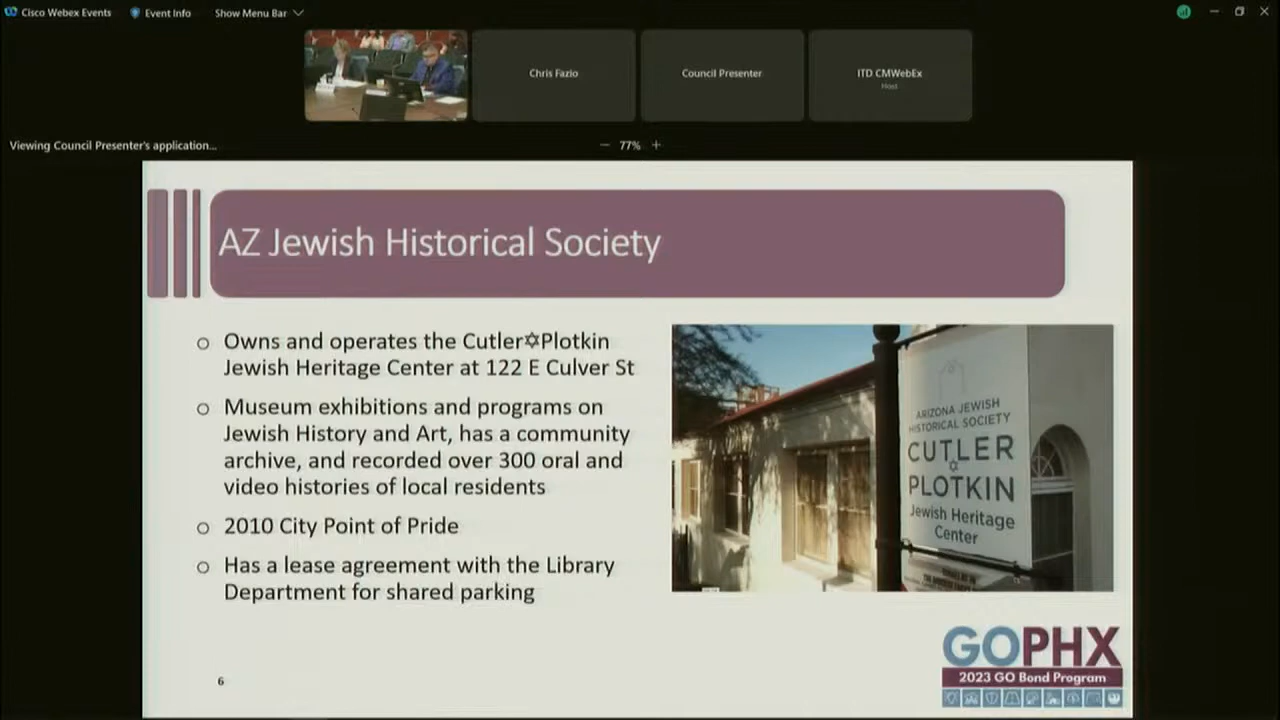 Cisco Webex Events
Event Info
Show Menu Bar
Chris Fazio
Council Presenter
ITD CMWebEx
Host
Viewing Council Presenter's application...
77%
AZ Jewish Historical Society
Owns and operates the Cutler✡Plotkin
Jewish Heritage Center at 122 E Culver St
Museum exhibitions and programs on
Jewish History and Art, has a community
archive, and recorded over 300 oral and
video histories of local residents
2010 City Point of Pride
Has a lease agreement with the Library
Department for shared parking
ARIZONA JEWISH
HISTORICAL SOCIETY
CUTLER
✡
PLOTKIN
Jewish Heritage
Center
6
GOPHX
2023 GO Bond Program